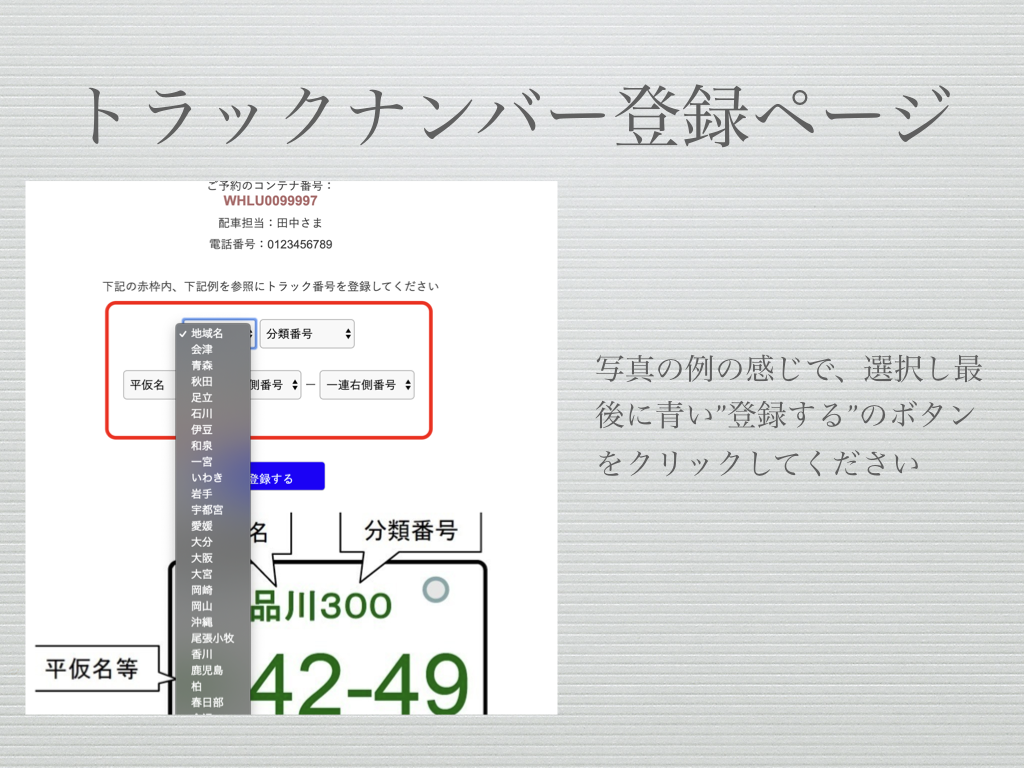 トラックナンバー登録ページ
ご予約のコンテナ番号：
WHLU0099997
配車担当：田中さま
電話番号：0123456789
下記の赤枠内、下記例を参照にトラック番号を登録してください
✓ 地域名
分類番号
会津
青森
秋田
平仮名
側番号
–
一連右側番号
足立
石川
伊豆
和泉
一宮
いわき
登録する
岩手
宇都宮
愛媛
名
分類番号
大分
大阪
大宮
岡崎
岡山
品川300
沖縄
尾張小牧
香川
平仮名等
鹿児島
42-49
柏
春日部
写真の例の感じで、選択し最
後に青い”登録する”のボタン
をクリックしてください